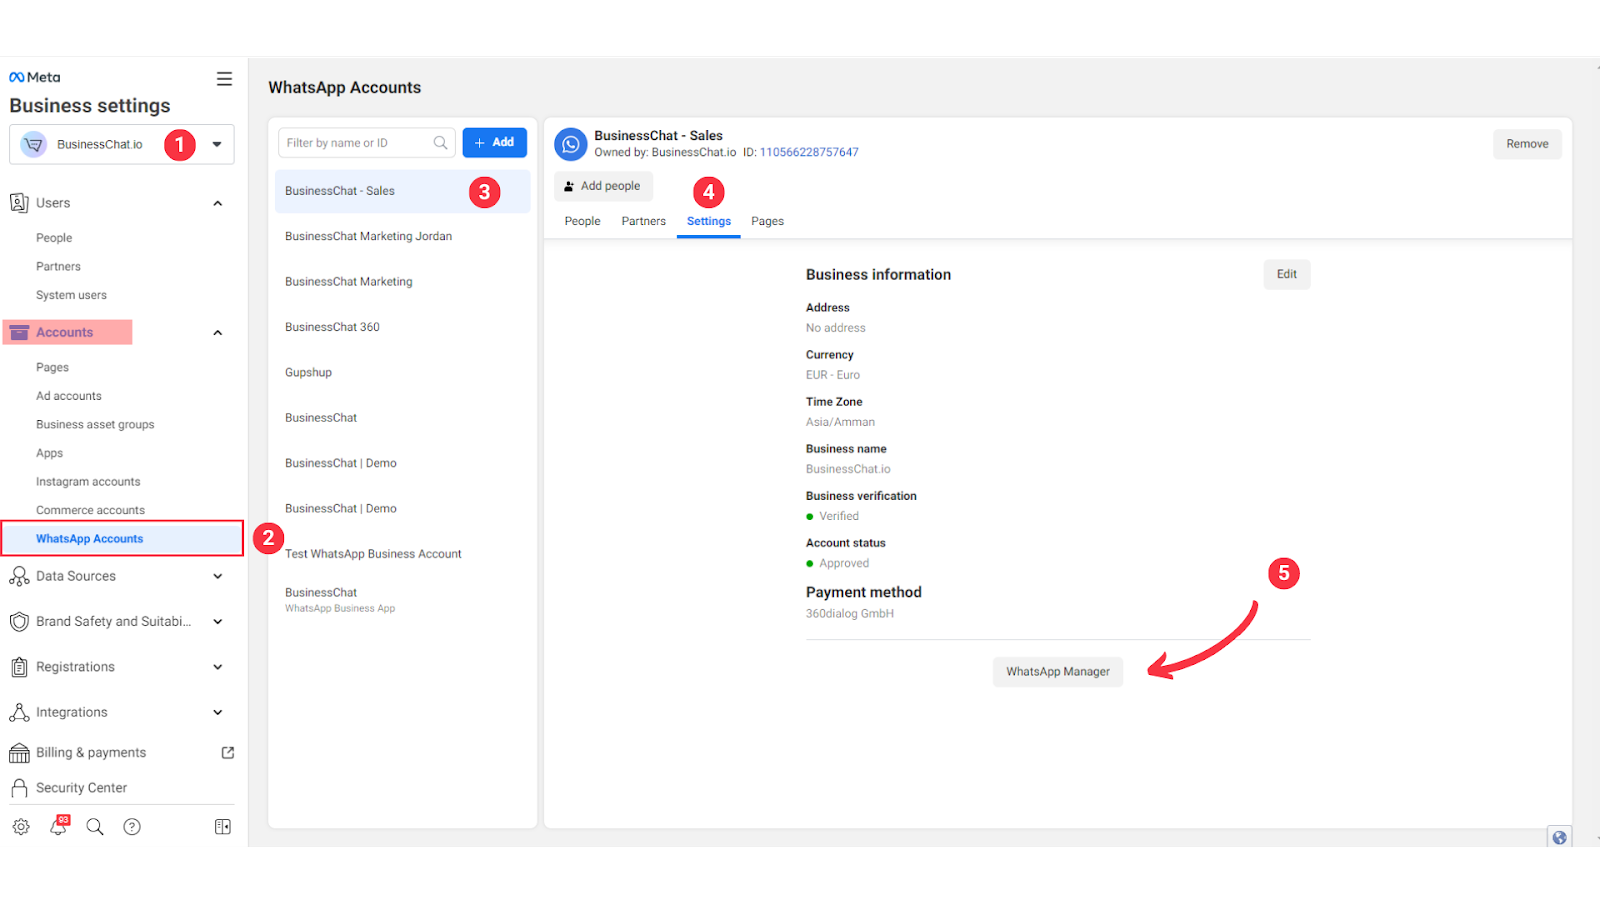 Meta
Business settings
BusinessChat.io
1
Users
People
Partners
System users
Accounts
Pages
Ad accounts
Business asset groups
Apps
Instagram accounts
Commerce accounts
WhatsApp Accounts
2
Data Sources
Brand Safety and Suitabi...
Registrations
Integrations
Billing & payments
Security Center
93
WhatsApp Accounts
Filter by name or ID
+ Add
BusinessChat - Sales
3
BusinessChat Marketing Jordan
BusinessChat Marketing
BusinessChat 360
Gupshup
BusinessChat
BusinessChat | Demo
BusinessChat | Demo
Test WhatsApp Business Account
BusinessChat
WhatsApp Business App
BusinessChat - Sales
Owned by: BusinessChat.io ID: 110566228757647
Remove
Add people
4
People Partners Settings Pages
Business information
Edit
Address
No address
Currency
EUR - Euro
Time Zone
Asia/Amman
Business name
BusinessChat.io
Business verification
Verified
Account status
Approved
5
Payment method
360dialog GmbH
WhatsApp Manager